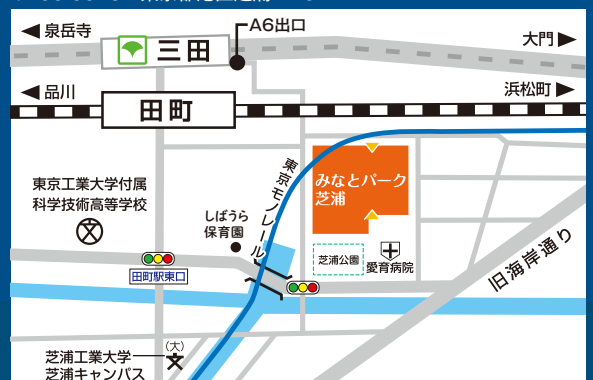 泉岳寺
A6出口
大門
三田
品川
浜松町
田町
東京モノレール
みなとパーク
芝浦
東京工業大学付属
科学技術高等学校
しばうら
保育園
芝浦公園
愛育病院
旧海岸通り
田町駅東口
(大)
芝浦工業大学
芝浦キャンパス